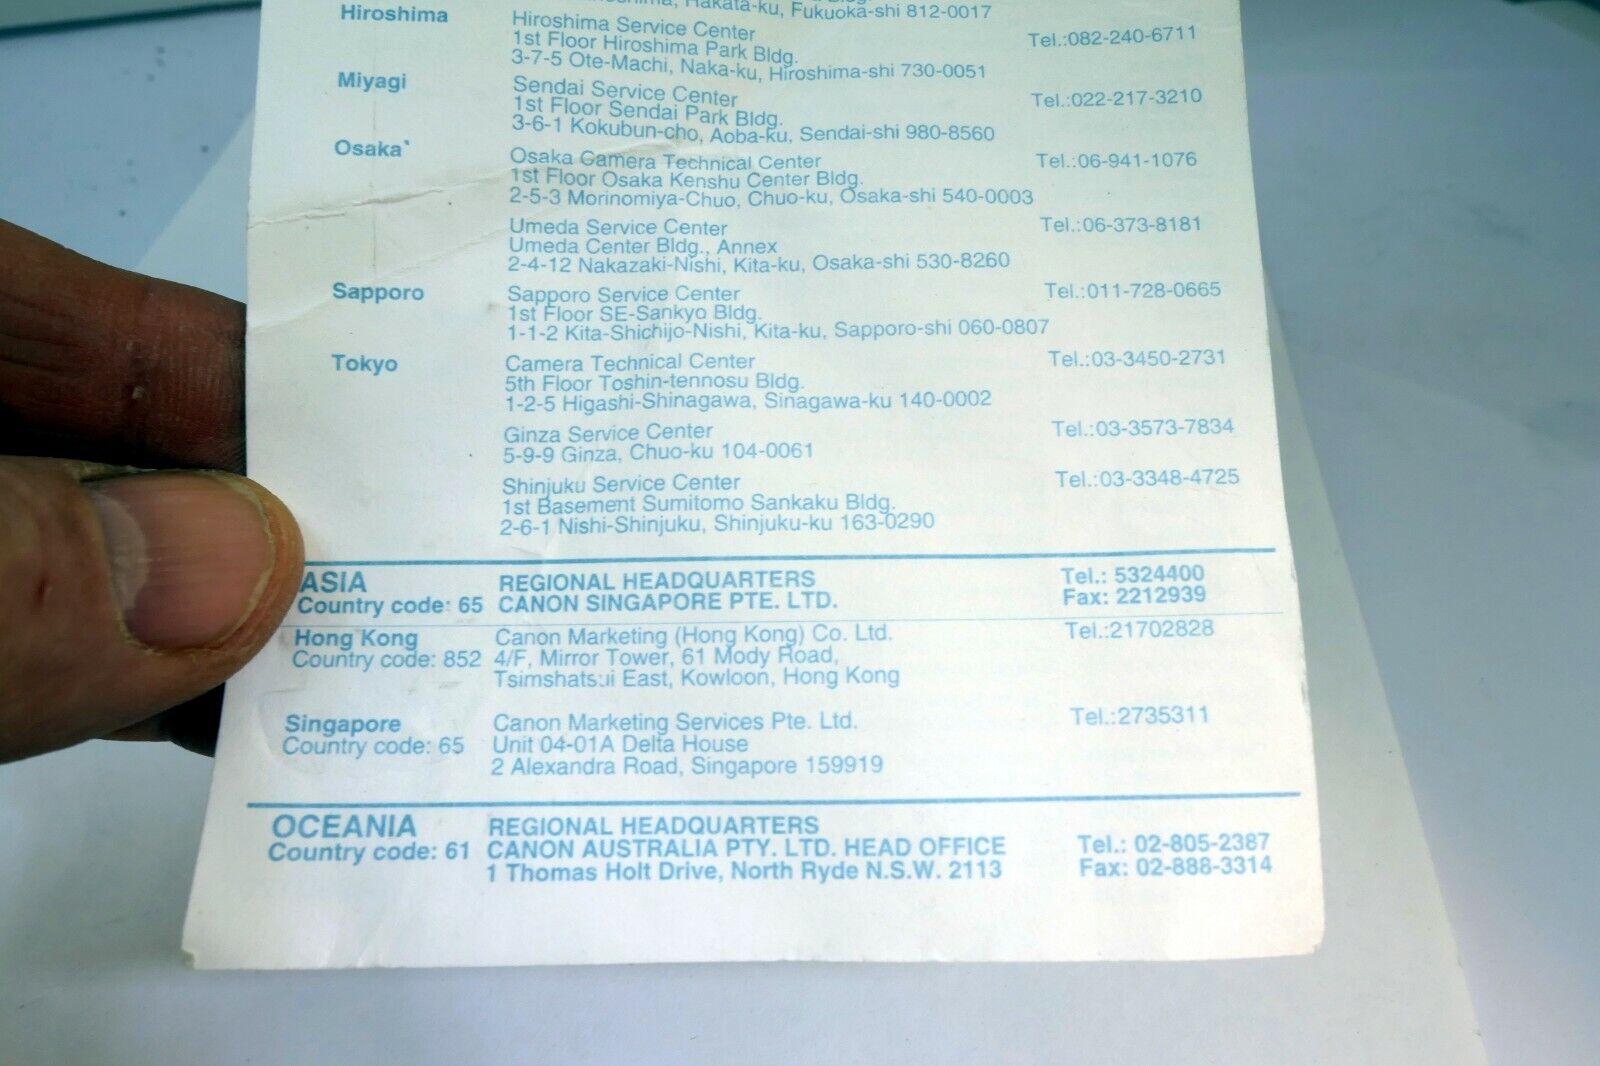 Hakata-ku, Fukuoka-shi 812-0017
Hiroshima Hiroshima Service Center Tel.:082-240-6711
1st Floor Hiroshima Park Bldg.
3-7-5 Ote-Machi, Naka-ku, Hiroshima-shi 730-0051
Miyagi Sendai Service Center Tel.:022-217-3210
1st Floor Sendai Park Bldg.
3-6-1 Kokubun-cho, Aoba-ku, Sendai-shi 980-8560
Osaka Osaka Camera Technical Center Tel.:06-941-1076
1st Floor Osaka Kenshu Center Bldg.
2-5-3 Morinomiya-Chuo, Chuo-ku, Osaka-shi 540-0003
Umeda Service Center Tel.:06-373-8181
Umeda Center Bldg., Annex
2-4-12 Nakazaki-Nishi, Kita-ku, Osaka-shi 530-8260
Sapporo Sapporo Service Center Tel.:011-728-0665
1st Floor SE-Sankyo Bldg.
1-1-2 Kita-Shichijo-Nishi, Kita-ku, Sapporo-shi 060-0807
Tokyo Camera Technical Center Tel.:03-3450-2731
5th Floor Toshin-tennosu Bldg.
1-2-5 Higashi-Shinagawa, Sinagawa-ku 140-0002
Ginza Service Center Tel.:03-3573-7834
5-9-9 Ginza, Chuo-ku 104-0061
Shinjuku Service Center Tel.:03-3348-4725
1st Basement Sumitomo Sankaku Bldg.
2-6-1 Nishi-Shinjuku, Shinjuku-ku 163-0290
ASIA REGIONAL HEADQUARTERS Tel.: 5324400
Country code: 65 CANON SINGAPORE PTE. LTD. Fax: 2212939
Hong Kong Canon Marketing (Hong Kong) Co. Ltd. Tel.:21702828
Country code: 852 4/F, Mirror Tower, 61 Mody Road,
Tsimshatsui East, Kowloon, Hong Kong
Singapore Canon Marketing Services Pte. Ltd. Tel.:2735311
Country code: 65 Unit 04-01A Delta House
2 Alexandra Road, Singapore 159919
OCEANIA REGIONAL HEADQUARTERS Tel.: 02-805-2387
Country code: 61 CANON AUSTRALIA PTY. LTD. HEAD OFFICE Fax: 02-888-3314
1 Thomas Holt Drive, North Ryde N.S.W. 2113